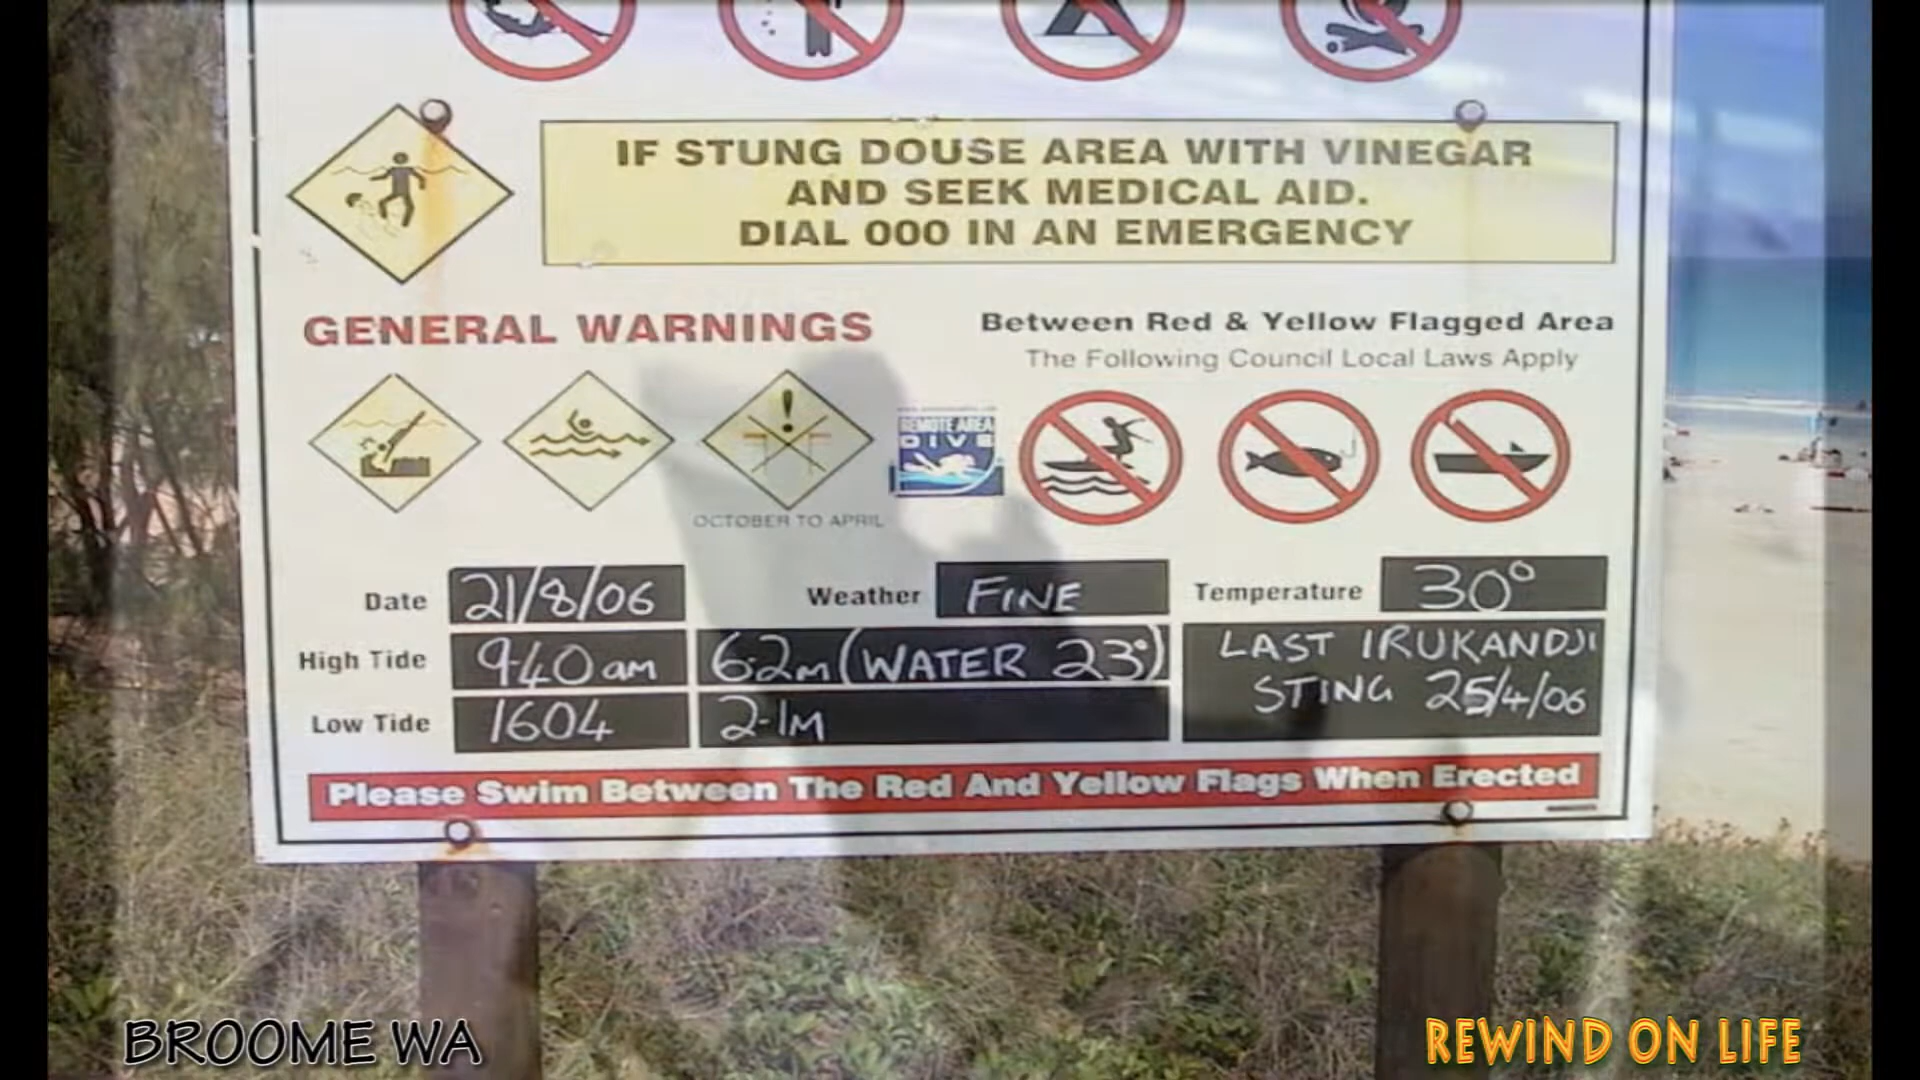 IF STUNG DOUSE AREA WITH VINEGAR
AND SEEK MEDICAL AID.
DIAL 000 IN AN EMERGENCY
GENERAL WARNINGS
Between Red & Yellow Flagged Area
The Following Council Local Laws Apply
REMOTE AREA
DIVE
OCTOBER TO APRIL
Date 21/8/06 Weather FINE Temperature 30°
High Tide 9.40 am 6.2m (WATER 23°) LAST IRUKANDJI
STING 25/4/06
Low Tide 1604 2.1M
Please Swim Between The Red And Yellow Flags When Erected
BROOME WA
REWIND ON LIFE